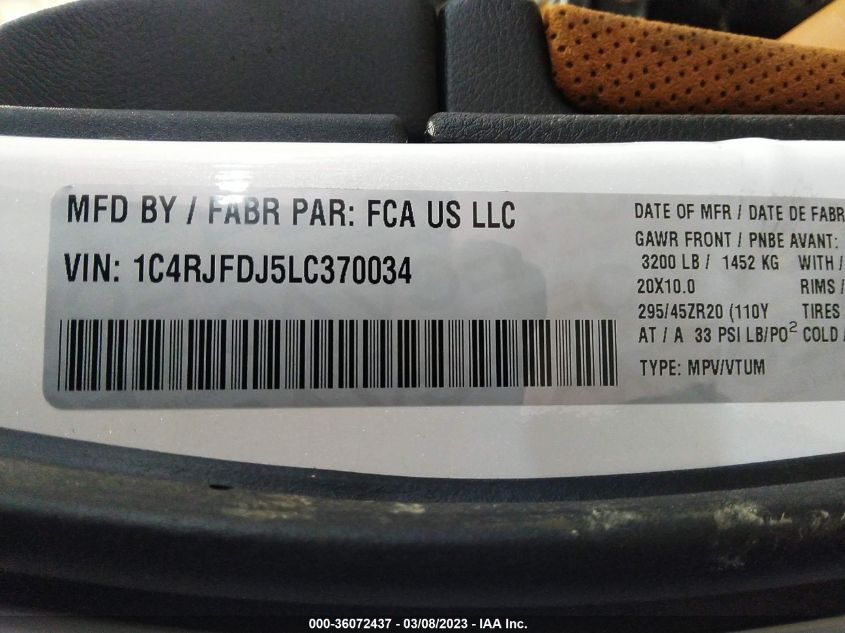 MFD BY / FABR PAR: FCA US LLC
VIN: 1C4RJFDJ5LC370034
DATE OF MFR / DATE DE FABR
GAWR FRONT / PNBE AVANT:
3200 LB / 1452 KG WITH /
20X10.0 RIMS /
295/45ZR20 (110Y TIRES
AT / A 33 PSI LB/PO² COLD /
TYPE: MPV/VTUM
000-36072437 - 03/08/2023 - IAA Inc.